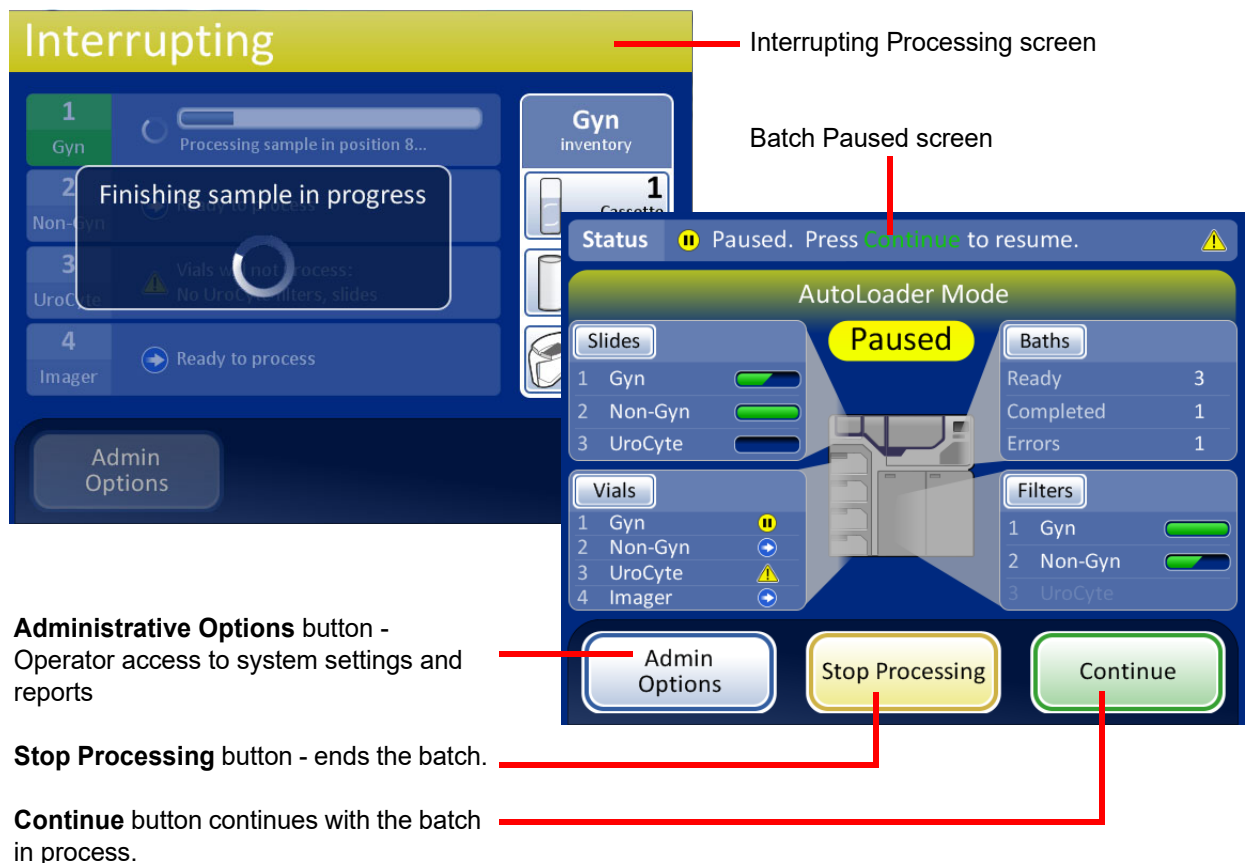 Interrupting
Interrupting Processing screen
1
Gyn
Processing sample in position 8...
Gyn
inventory
Batch Paused screen
2
Non-Gyn
Ready to process
Finishing sample in progress
1
Cassette
3
UroCyte
Vials will not process:
No UroCyte filters, slides
4
Imager
Ready to process
Admin
Options
Status Paused. Press Continue to resume.
AutoLoader Mode
Paused
Slides
1 Gyn
2 Non-Gyn
3 UroCyte
Baths
Ready 3
Completed 1
Errors 1
Vials
1 Gyn
2 Non-Gyn
3 UroCyte
4 Imager
Filters
1 Gyn
2 Non-Gyn
3 UroCyte
Admin
Options
Stop Processing
Continue
Administrative Options button -
Operator access to system settings and
reports
Stop Processing button - ends the batch.
Continue button continues with the batch
in process.